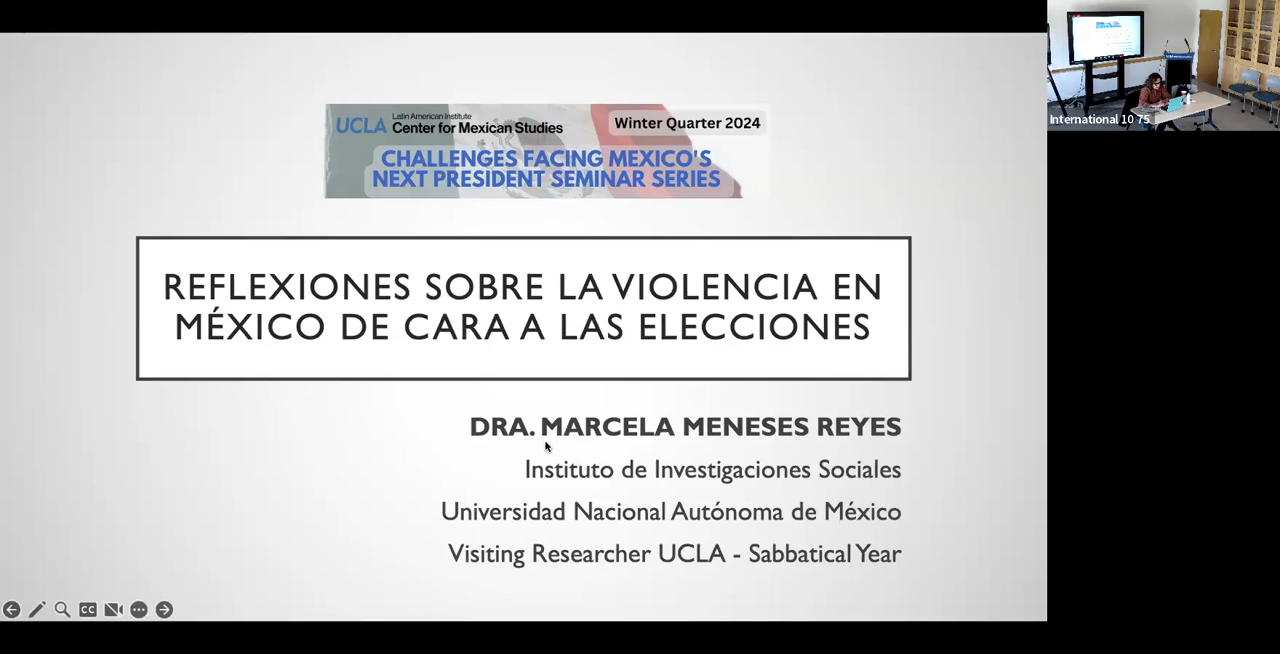 UCLA Latin American Institute
Center for Mexican Studies
Winter Quarter 2024
CHALLENGES FACING MEXICO'S
NEXT PRESIDENT SEMINAR SERIES
REFLEXIONES SOBRE LA VIOLENCIA EN
MÉXICO DE CARA A LAS ELECCIONES
DRA. MARCELA MENESES REYES
Instituto de Investigaciones Sociales
Universidad Nacional Autónoma de México
Visiting Researcher UCLA - Sabbatical Year
CC
International 10 75